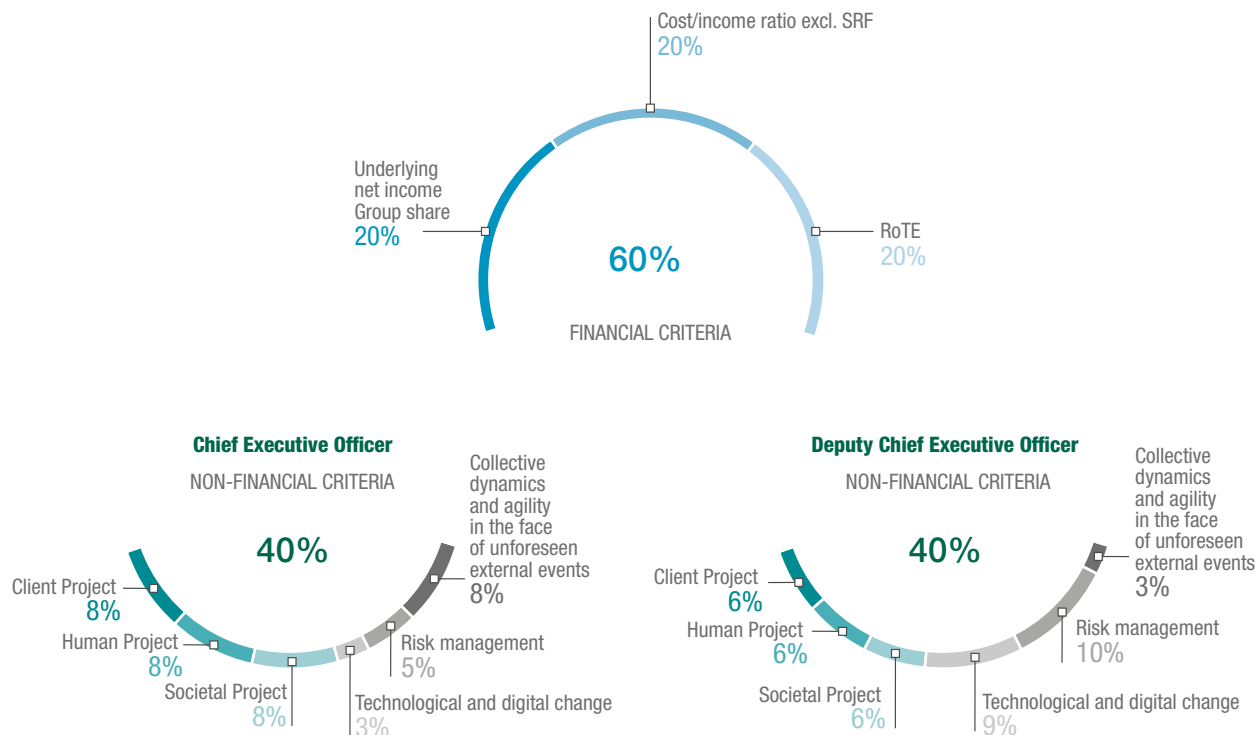 Cost/income ratio excl. SRF
20%
Underlying
net income
Group share
20%
RoTE
20%
60%
FINANCIAL CRITERIA
Chief Executive Officer
NON-FINANCIAL CRITERIA
40%
Collective
dynamics
and agility
in the face
of unforeseen
external events
8%
Client Project
8%
Human Project
8%
Societal Project
8%
Risk management
5%
Technological and digital change
3%
Deputy Chief Executive Officer
NON-FINANCIAL CRITERIA
40%
Collective
dynamics
and agility
in the face
of unforeseen
external events
3%
Client Project
6%
Human Project
6%
Societal Project
6%
Risk management
10%
Technological and digital change
9%